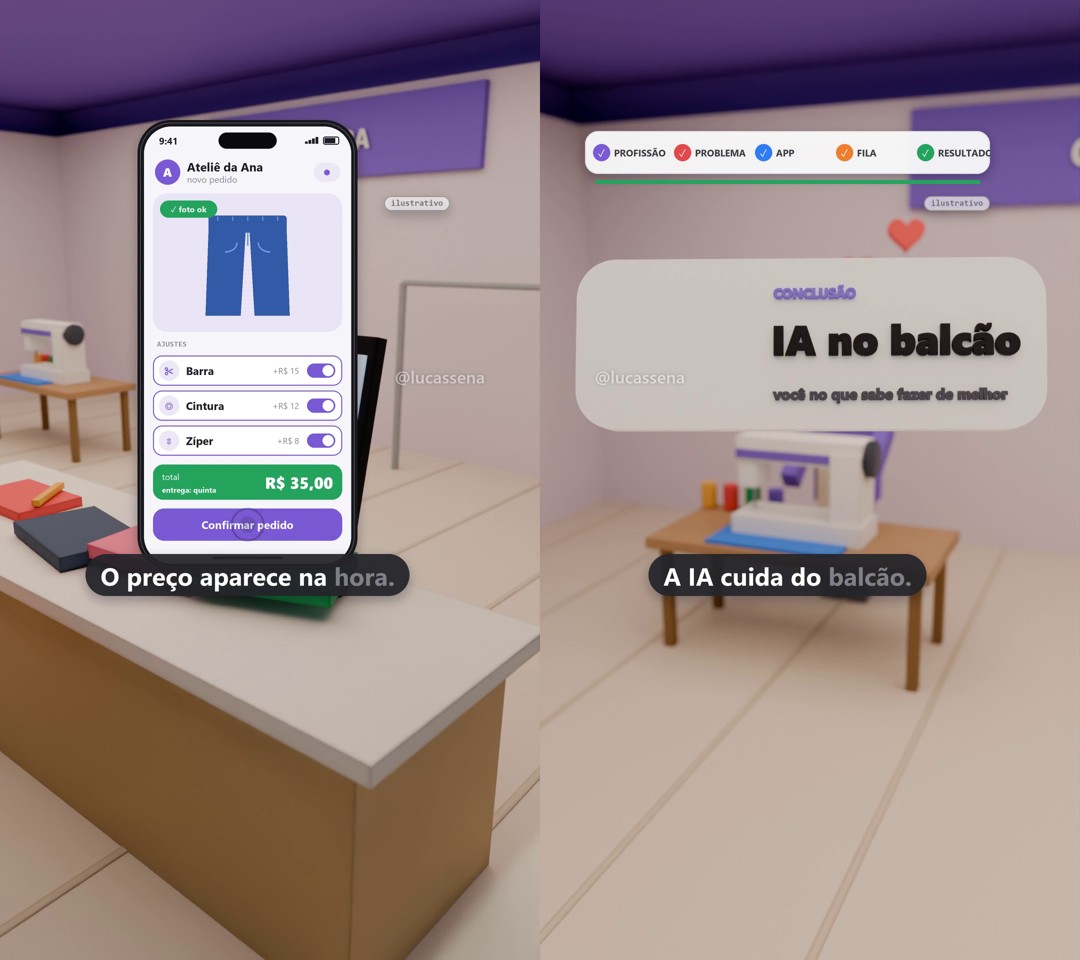 9:41
A
Ateliê da Ana
novo pedido
✓ foto ok
ilustrativo
AJUSTES
Barra +R$ 15
Cintura +R$ 12
Zíper +R$ 8
total
entrega: quinta
R$ 35,00
Confirmar pedido
@lucassena
O preço aparece na hora.
✓ PROFISSÃO ✓ PROBLEMA ✓ APP ✓ FILA ✓ RESULTADO
ilustrativo
CONCLUSÃO
IA no balcão
@lucassena
você no que sabe fazer de melhor
A IA cuida do balcão.